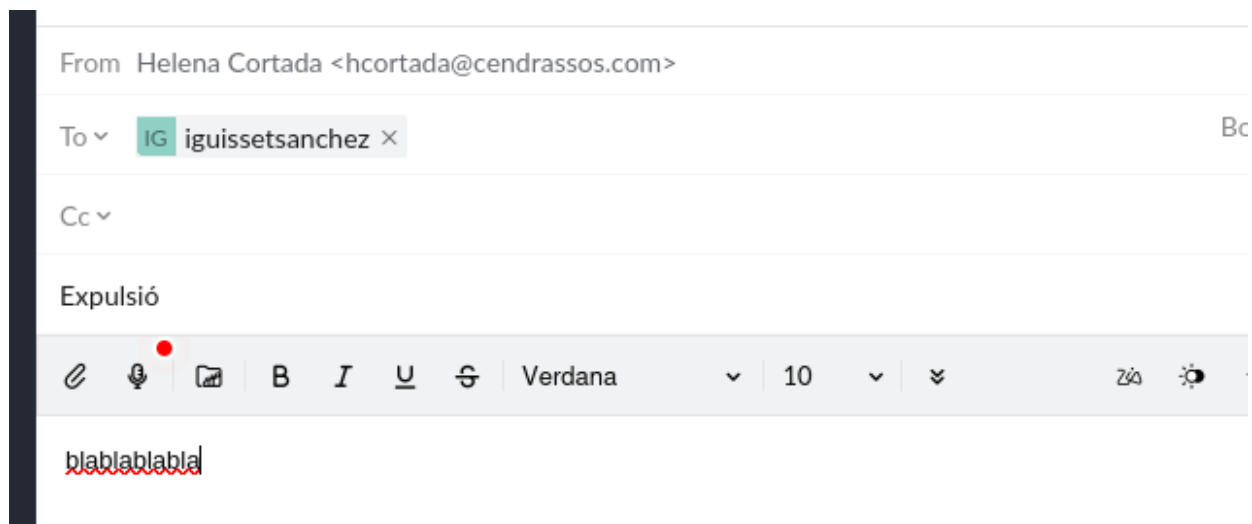 From Helena Cortada <hcortada@cendrassos.com>
To IG iguissetsanchez
Cc
Expulsió
B I U S Verdana 10
blablablabla